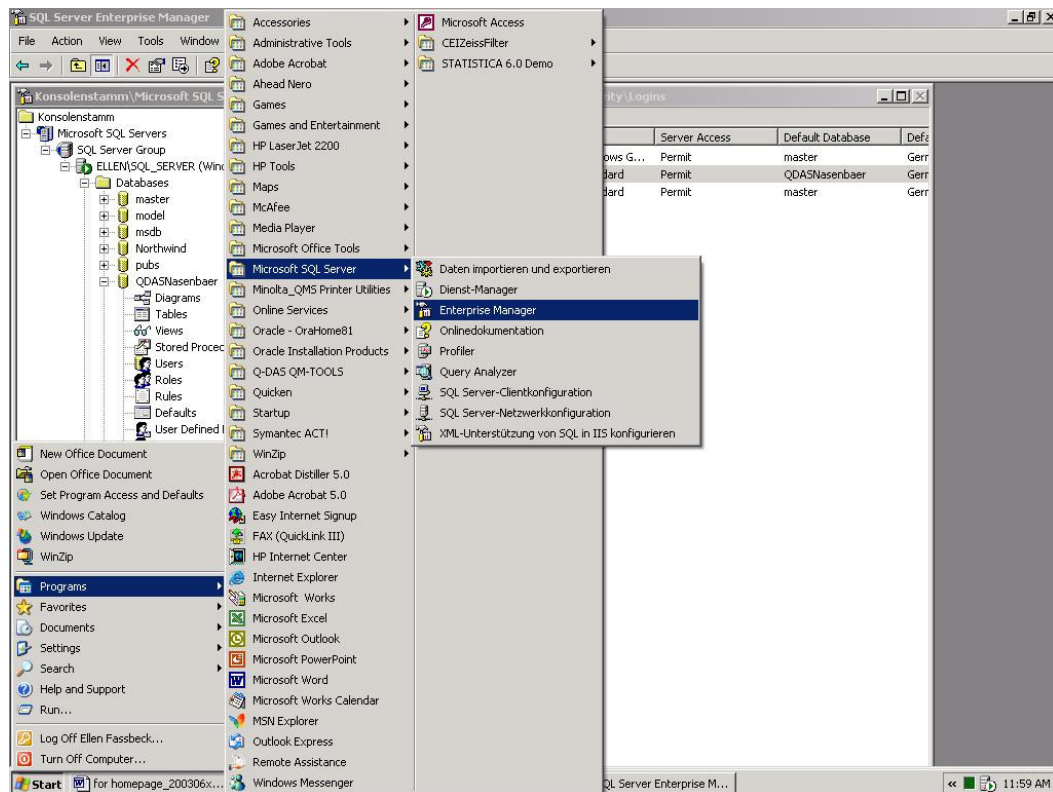 SQL Server Enterprise Manager
File Action View Tools Window
Konsolenstamm\Microsoft SQL S
Konsolenstamm
Microsoft SQL Servers
SQL Server Group
ELLEN\SQL_SERVER (Wind
Databases
master
model
msdb
Northwind
pubs
QDASNasenbaer
Diagrams
Tables
Views
Stored Proced
Users
Roles
Rules
Defaults
User Defined
New Office Document
Open Office Document
Set Program Access and Defaults
Windows Catalog
Windows Update
WinZip
Programs
Favorites
Documents
Settings
Search
Help and Support
Run...
Log Off Ellen Fassbeck...
Turn Off Computer...
Accessories
Administrative Tools
Adobe Acrobat
Ahead Nero
Games
Games and Entertainment
HP LaserJet 2200
HP Tools
Maps
McAfee
Media Player
Microsoft Office Tools
Microsoft SQL Server
Minolta_QMS Printer Utilities
Online Services
Oracle - OraHome81
Oracle Installation Products
Q-DAS QM-TOOLS
Quicken
Startup
Symantec ACT!
WinZip
Acrobat Distiller 5.0
Adobe Acrobat 5.0
Easy Internet Signup
FAX (QuickLink III)
HP Internet Center
Internet Explorer
Microsoft Works
Microsoft Excel
Microsoft Outlook
Microsoft PowerPoint
Microsoft Word
Microsoft Works Calendar
MSN Explorer
Outlook Express
Remote Assistance
Windows Messenger
Microsoft Access
CEIZeissFilter
STATISTICA 6.0 Demo
Daten importieren und exportieren
Dienst-Manager
Enterprise Manager
Onlinedokumentation
Profiler
Query Analyzer
SQL Server-Clientkonfiguration
SQL Server-Netzwerkkonfiguration
XML-Unterstützung von SQL in IIS konfigurieren
rity\Logins
Server Access Default Database Defa
ows G... Permit master Gerr
dard Permit QDASNasenbaer Gerr
dard Permit master Gerr
Start for homepage_200306x... QL Server Enterprise M... « 11:59 AM